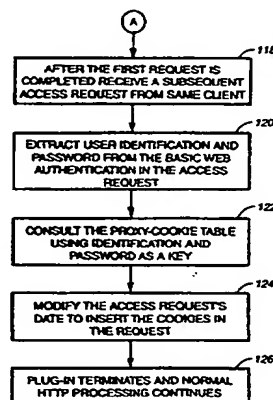 A
118
AFTER THE FIRST REQUEST IS
COMPLETED RECEIVE A SUBSEQUENT
ACCESS REQUEST FROM SAME CLIENT
120
EXTRACT USER IDENTIFICATION AND
PASSWORD FROM THE BASIC WEB
AUTHENTICATION IN THE ACCESS
REQUEST
122
CONSULT THE PROXY-COOKIE TABLE
USING IDENTIFICATION AND
PASSWORD AS A KEY
124
MODIFY THE ACCESS REQUEST'S
DATE TO INSERT THE COOKIES IN
THE REQUEST
126
PLUG-IN TERMINATES AND NORMAL
HTTP PROCESSING CONTINUES